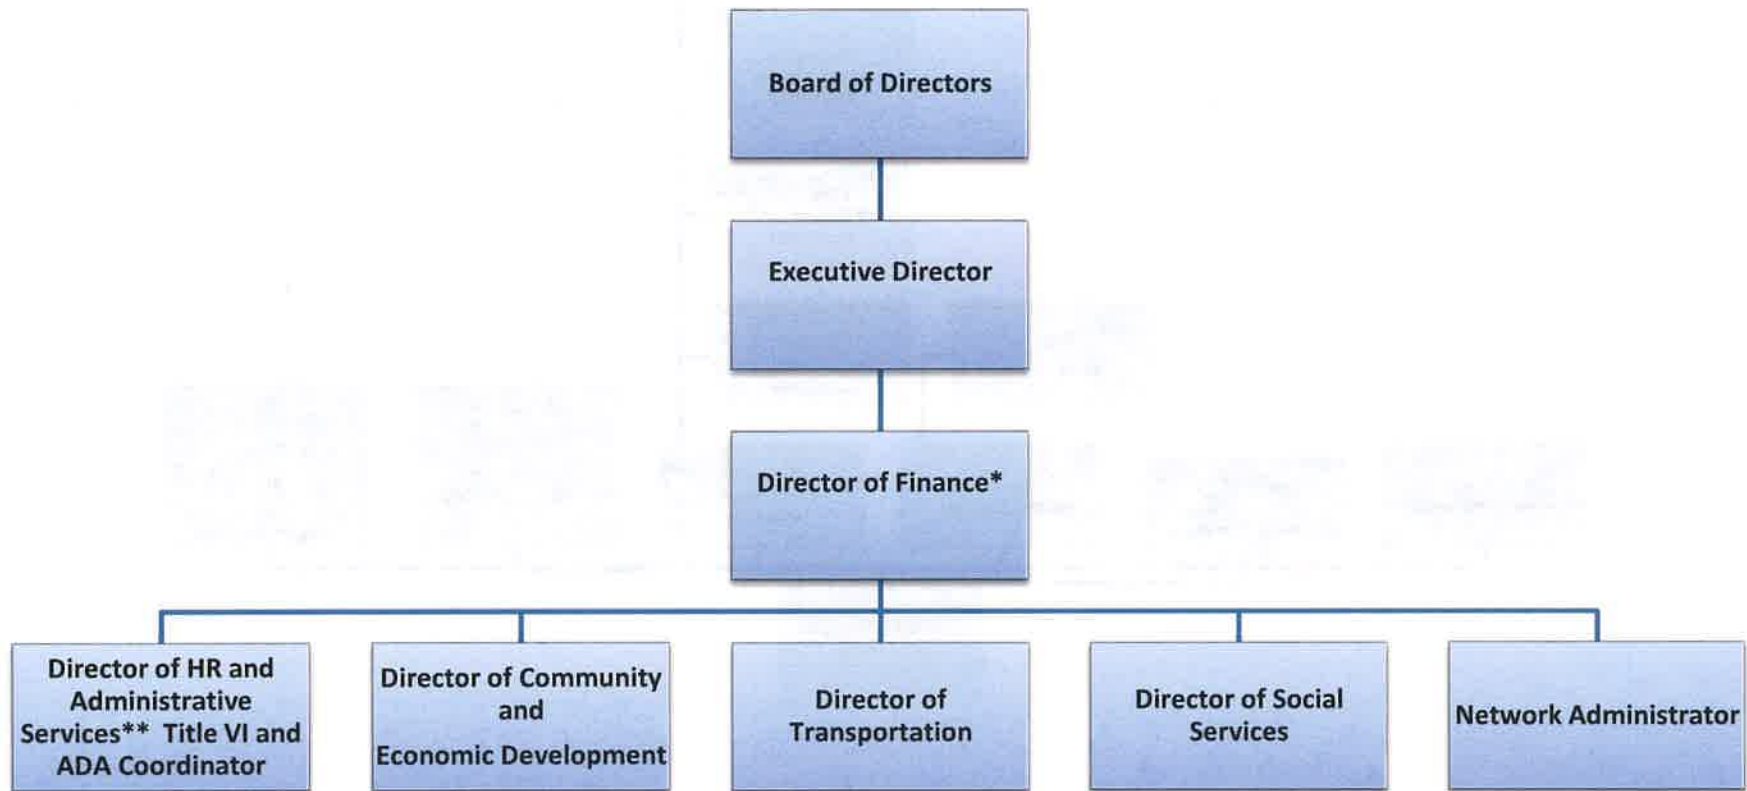 Board of Directors
Executive Director
Director of Finance*
Director of HR and
Administrative
Services** Title VI and
ADA Coordinator
Director of Community
and
Economic Development
Director of
Transportation
Director of Social
Services
Network Administrator